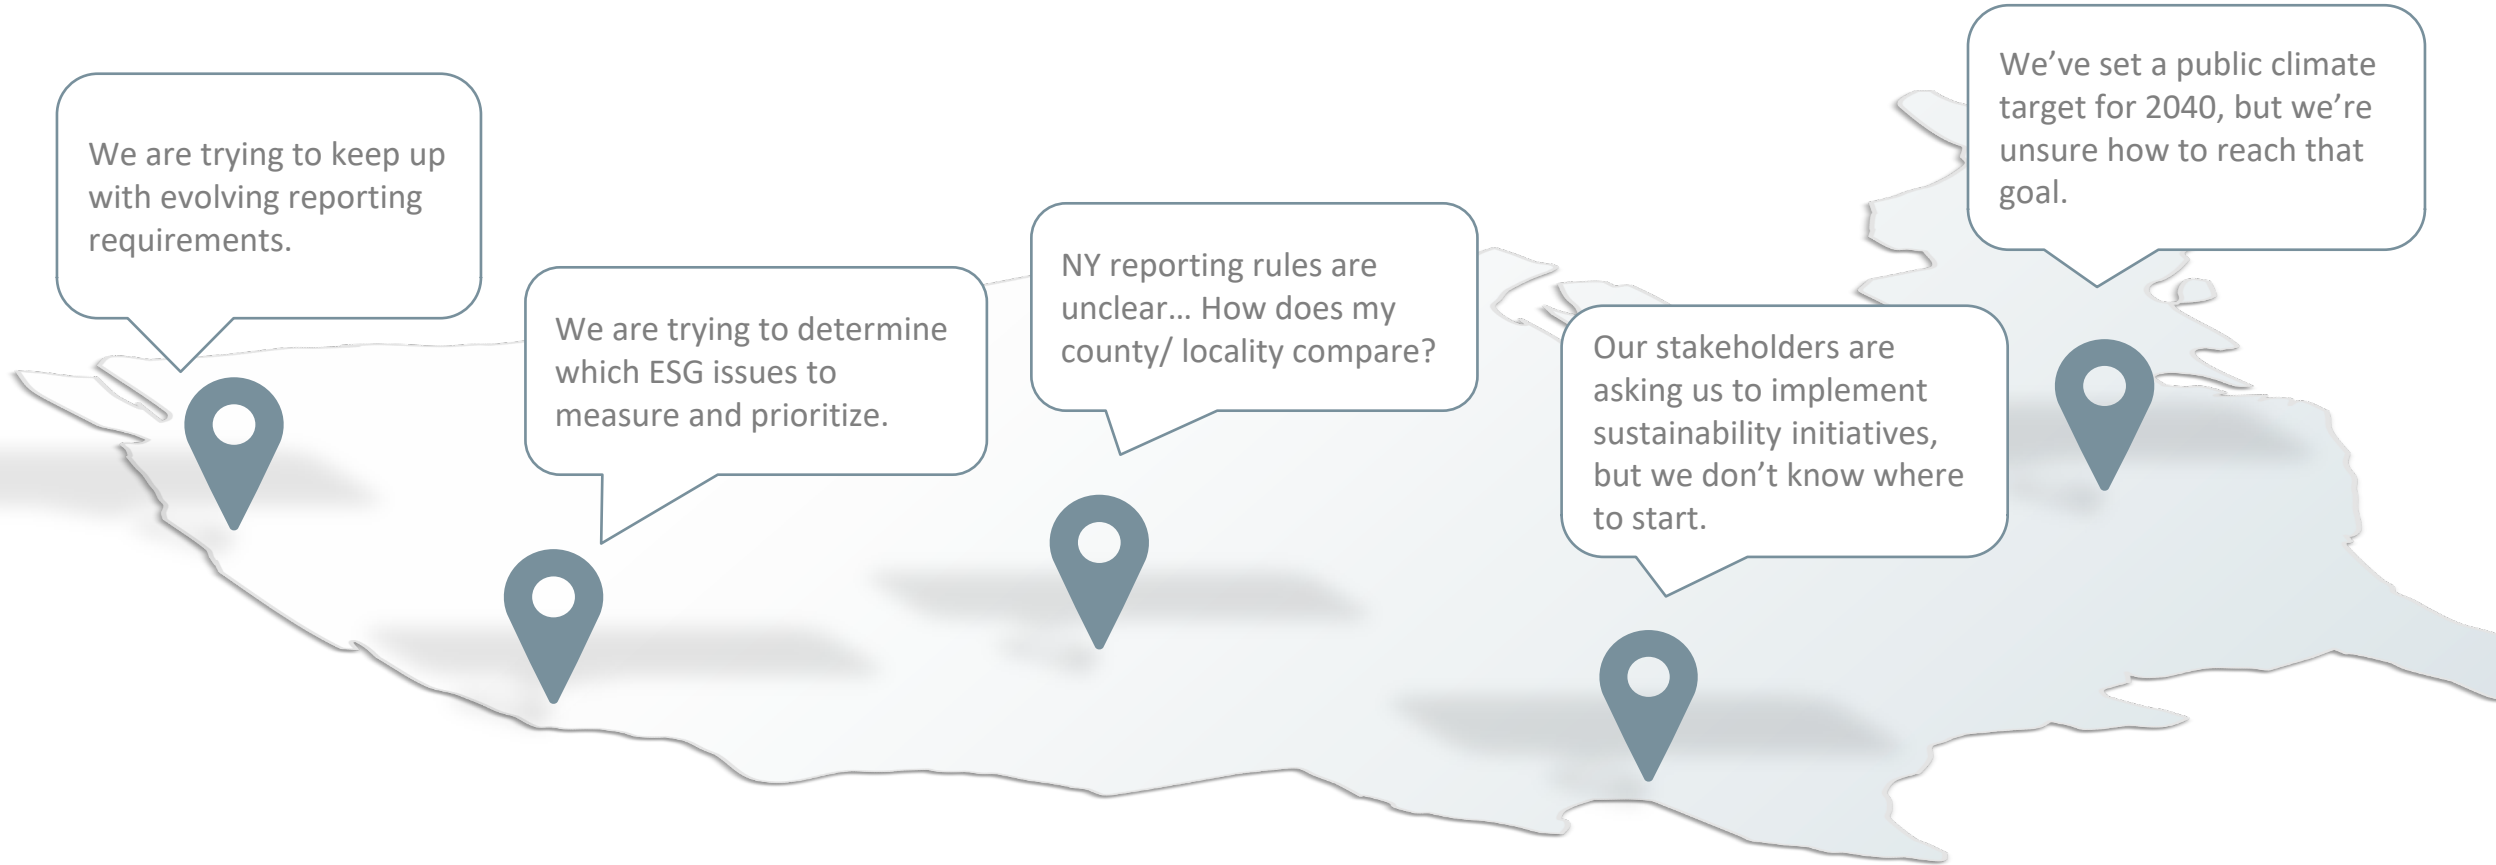 We are trying to keep up
with evolving reporting
requirements.
We are trying to determine
which ESG issues to
measure and prioritize.
NY reporting rules are
unclear… How does my
county/ locality compare?
Our stakeholders are
asking us to implement
sustainability initiatives,
but we don’t know where
to start.
We’ve set a public climate
target for 2040, but we’re
unsure how to reach that
goal.